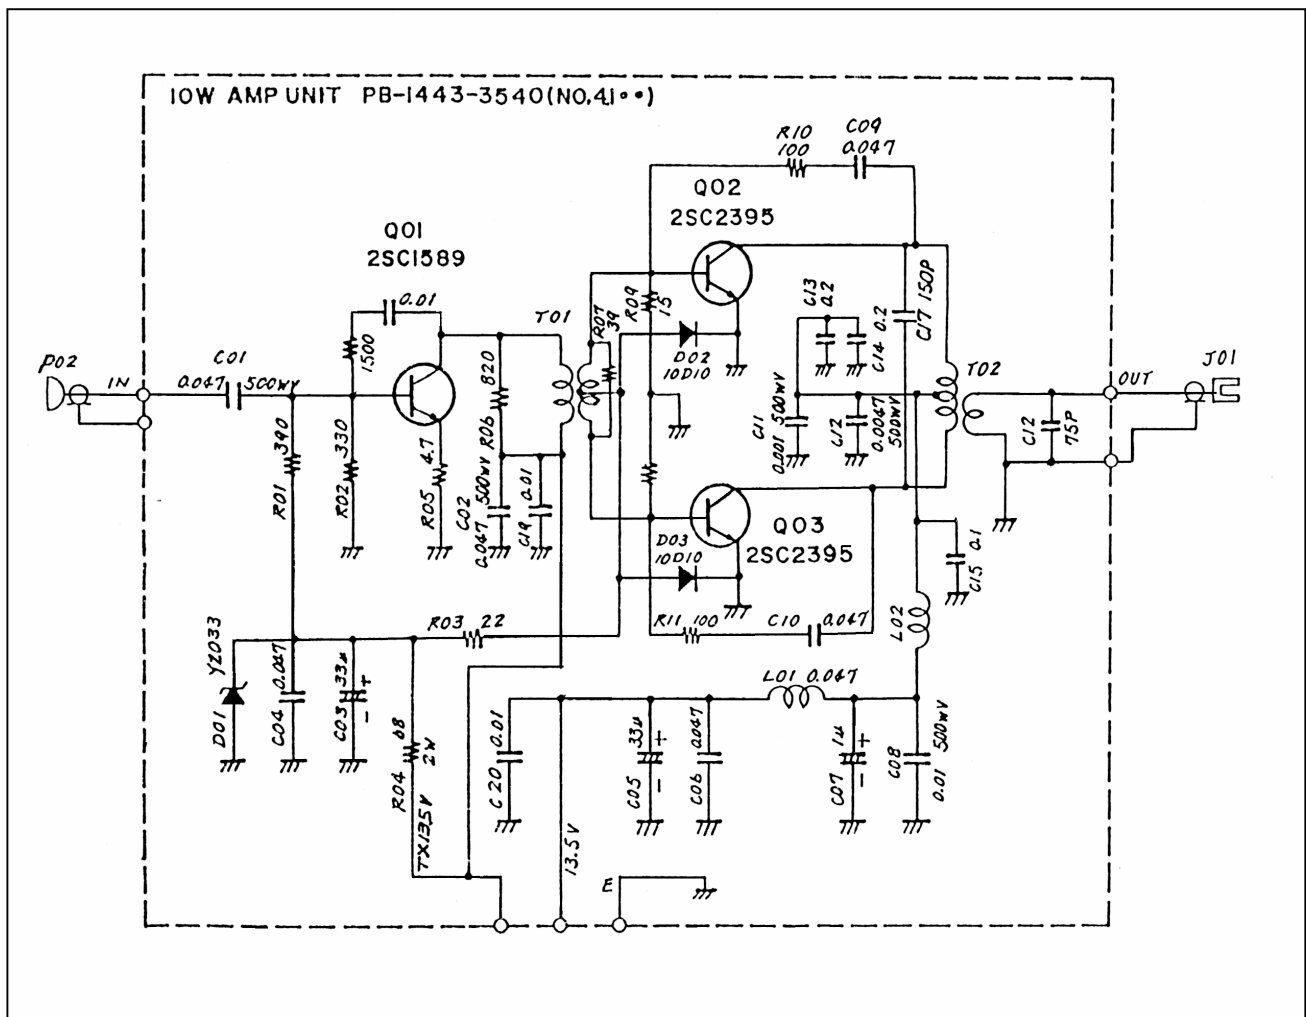 10W AMP UNIT PB-1443-3540(NO,41••)
R10
100
C09
0.047
Q02
2SC2395
Q01
2SC1589
0.01
1500
T01
R07
39
R09
15
D02
10D10
C13
0.2
C14 0.2
C17 150P
P02
IN
C01
0.047 500WV
820
R06
T02
OUT
J01
C11
0.001 500WV
C12
0.0047
500WV
C12
75P
390
R01
330
R02
4.7
R05
C02
0.047 500WV
C19 0.01
D03
10D10
Q03
2SC2395
C15 0.1
R03 22
R11 100
C10 0.047
L02
YZ033
D01
C04 0.047
C03 33μ
+
-
R04 68
2W
TX13.5V
L01 0.047
C20 0.01
C05 33μ
+
-
C06 0.047
C07 1μ
+
-
C08
0.01 500WV
13.5V
E